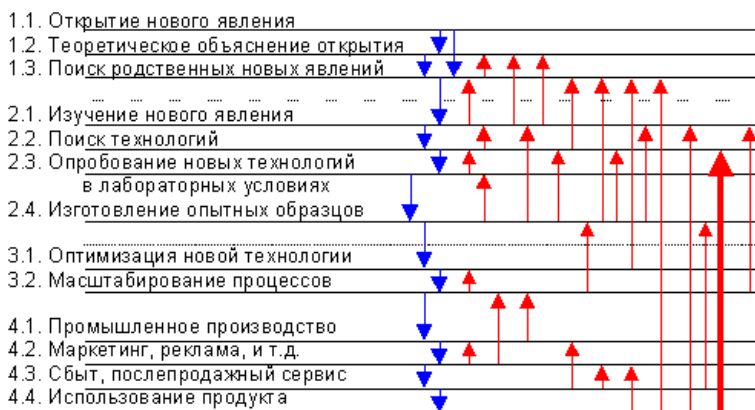 1.1. Открытие нового явления
1.2. Теоретическое объяснение открытия
1.3. Поиск родственных новых явлений
2.1. Изучение нового явления
2.2. Поиск технологий
2.3. Опробование новых технологий
в лабораторных условиях
2.4. Изготовление опытных образцов
3.1. Оптимизация новой технологии
3.2. Масштабирование процессов
4.1. Промышленное производство
4.2. Маркетинг, реклама, и т.д.
4.3. Сбыт, послепродажный сервис
4.4. Использование продукта